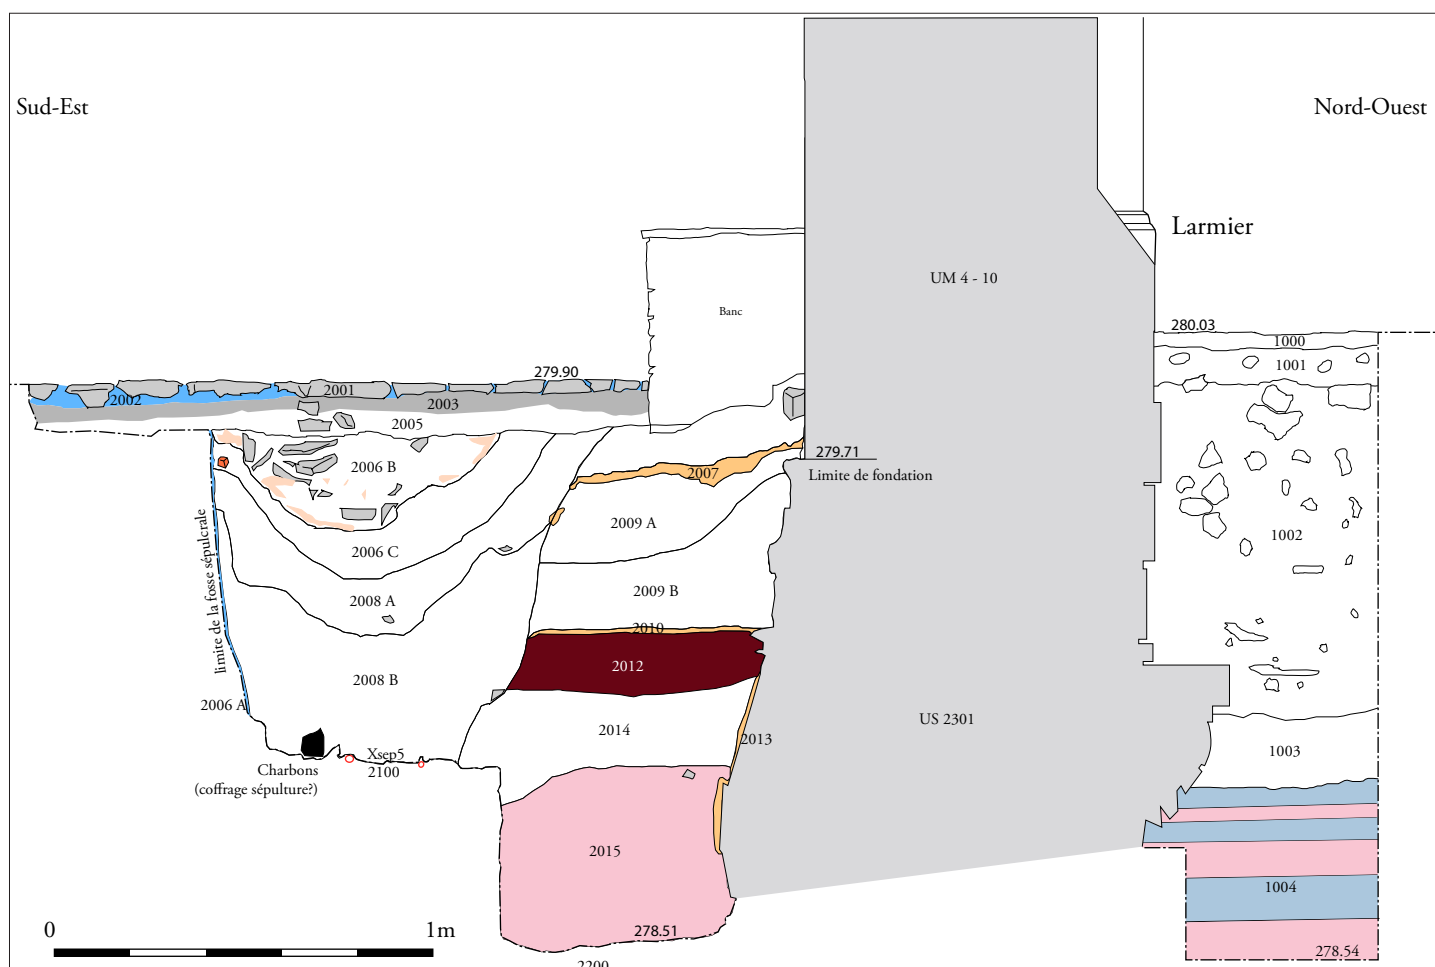 Sud-Est
Nord-Ouest
Larmier
UM 4 - 10
Banc
280.03
1000
1001
279.90
2001
2002
2003
2005
2006 B
279.71
Limite de fondation
2007
2009 A
1002
limite de la fosse sépulcrale
2006 C
2008 A
2009 B
2010
2012
2008 B
2006 A
US 2301
2014
2013
1003
Xsep5
2100
Charbons
(coffrage sépulture?)
2015
1004
0
1m
278.51
278.54
2200